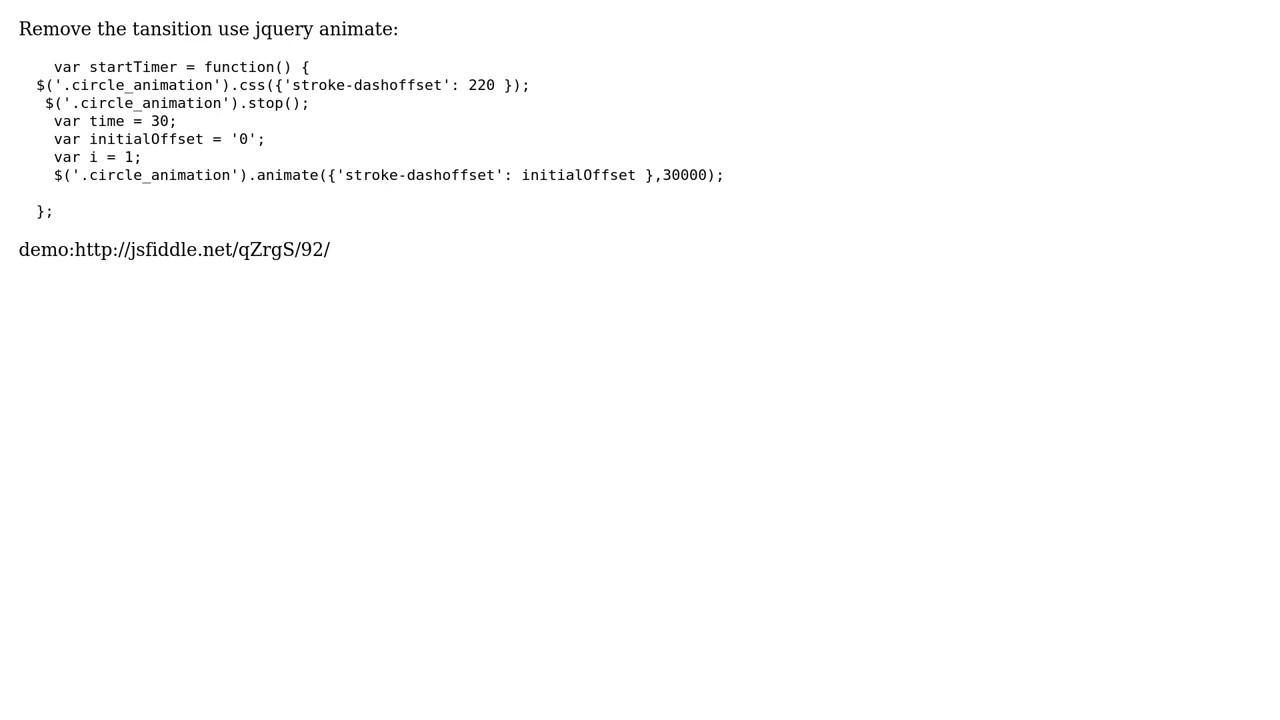 Remove the tansition use jquery animate:
var startTimer = function() {
$('.circle_animation').css({'stroke-dashoffset': 220 });
$('.circle_animation').stop();
var time = 30;
var initialOffset = '0';
var i = 1;
$('.circle_animation').animate({'stroke-dashoffset': initialOffset },30000);
};
demo:http://jsfiddle.net/qZrgS/92/